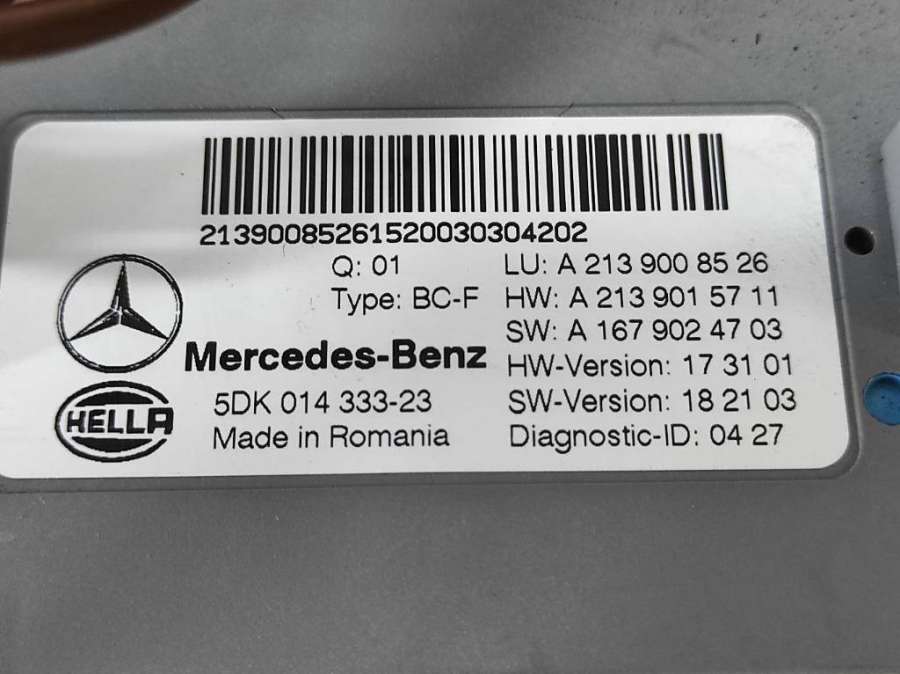 21390085261520030304202
Q: 01
LU: A 213 900 85 26
Type: BC-F
HW: A 213 901 57 11
SW: A 167 902 47 03
Mercedes-Benz
HW-Version: 17 31 01
HELLA
5DK 014 333-23
SW-Version: 18 21 03
Made in Romania
Diagnostic-ID: 04 27